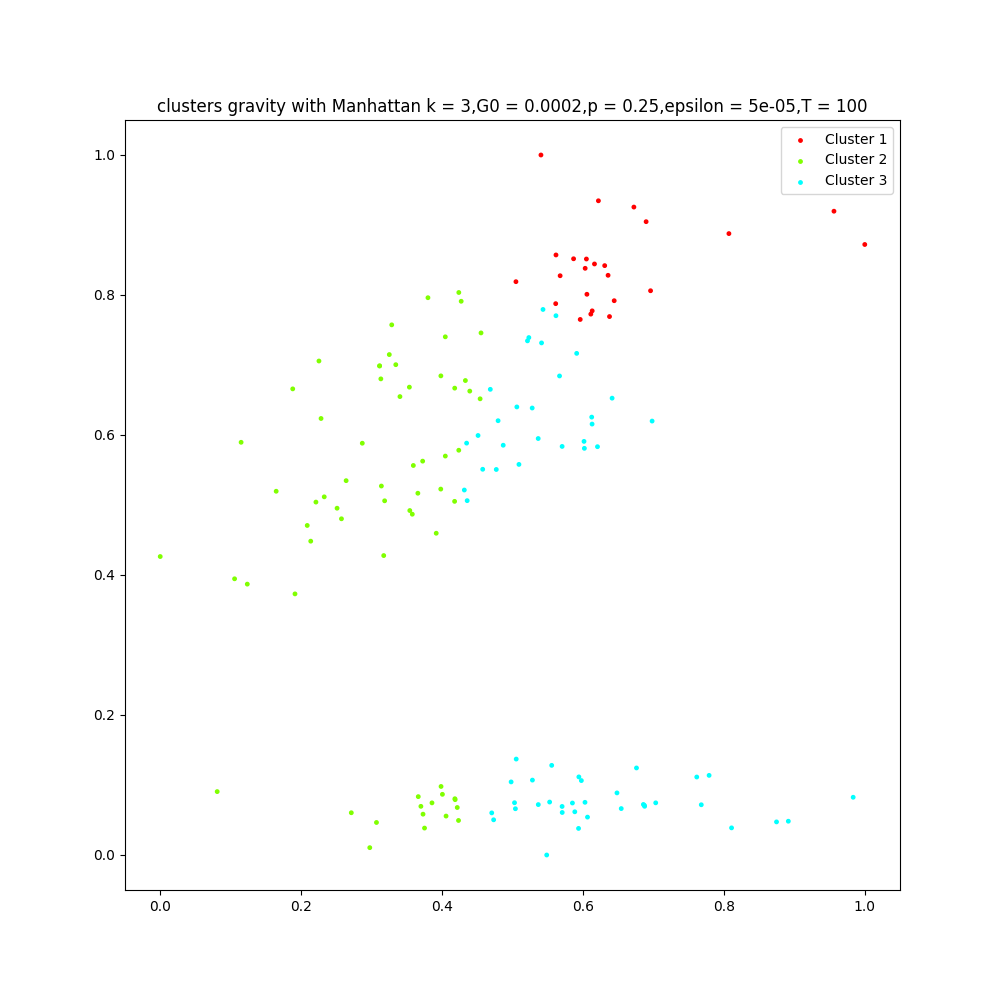 clusters gravity with Manhattan k = 3,G0 = 0.0002,p = 0.25,epsilon = 5e-05,T = 100
Cluster 1
Cluster 2
Cluster 3
1.0
0.8
0.6
0.4
0.2
0.0
0.0 0.2 0.4 0.6 0.8 1.0